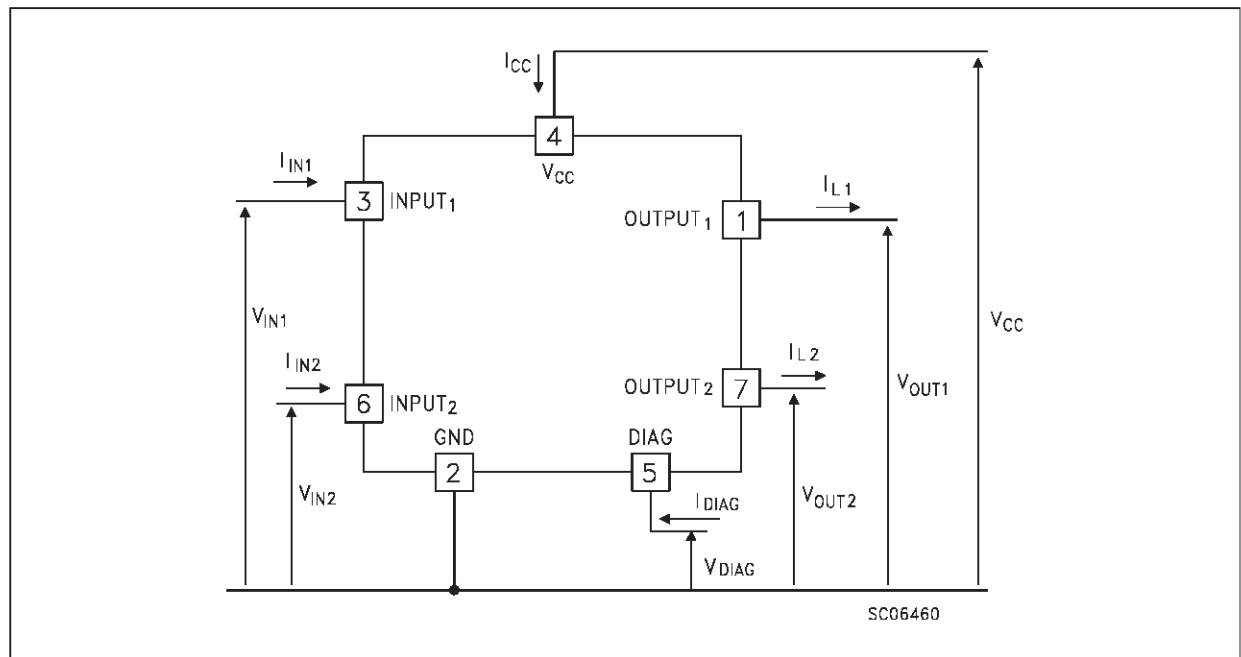 I_CC
4
V_CC
I_IN1
3 INPUT_1
I_L1
OUTPUT_1 1
V_IN1
V_CC
I_IN2
I_L2
OUTPUT_2 7
V_OUT1
6 INPUT_2
GND
DIAG
2
5
V_IN2
I_DIAG
V_OUT2
V_DIAG
SC06460